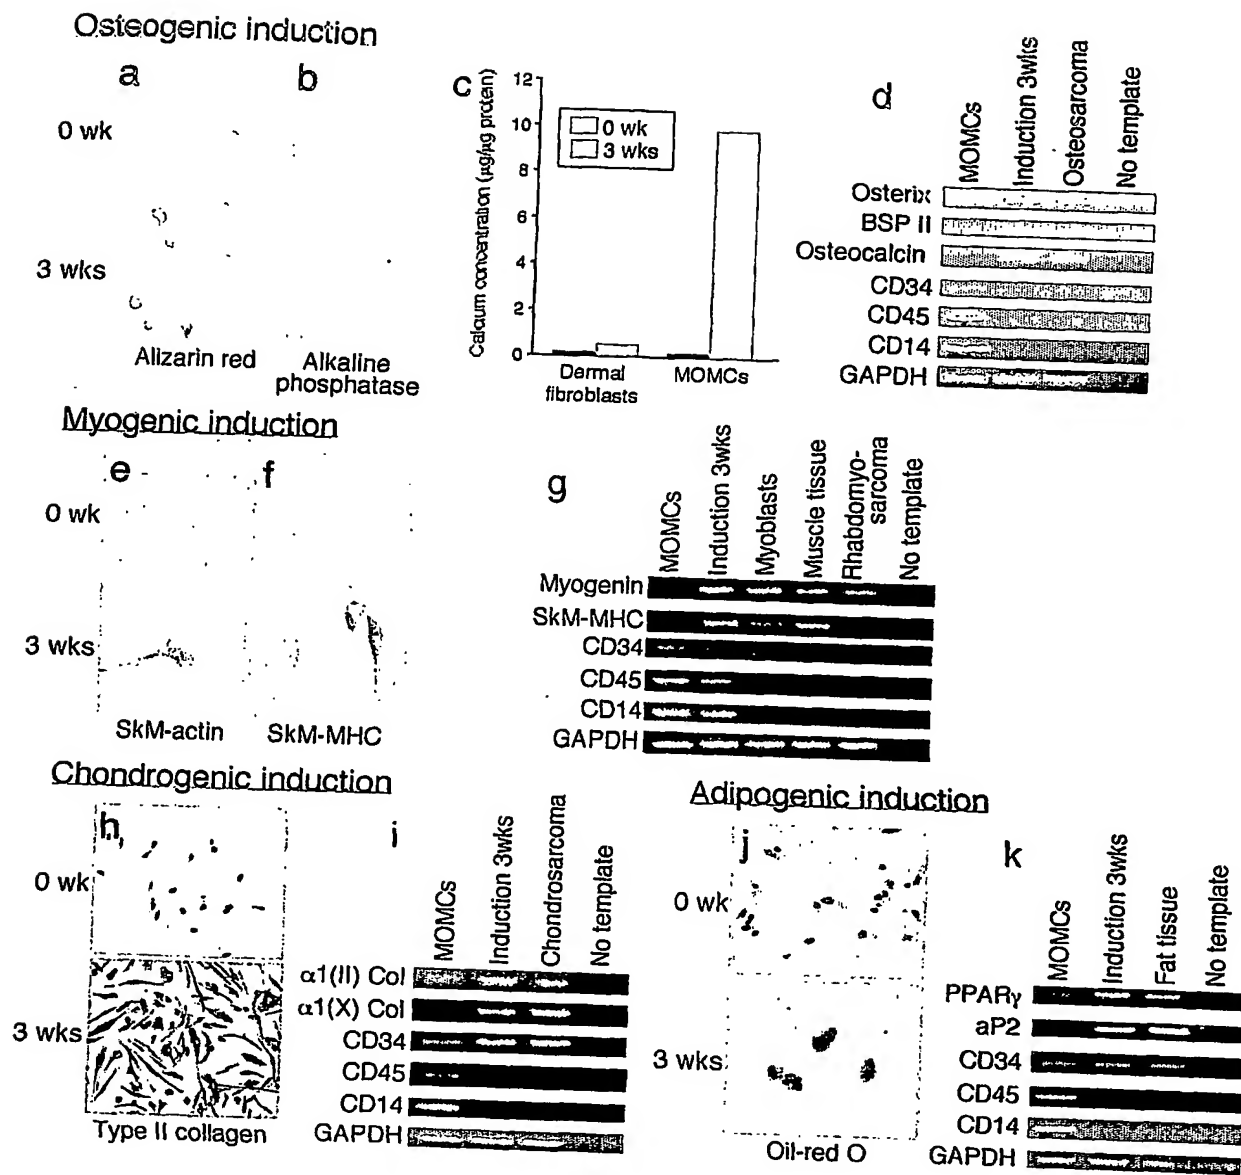 Osteogenic induction
a
b
0 wk
3 wks
Alizarin red
Alkaline
phosphatase
c
Calcium concentration (µg/µg protein)
12
10
8
6
4
2
0
0 wk
3 wks
Dermal
fibroblasts
MOMCs
d
MOMCs
Induction 3wks
Osteosarcoma
No template
Osterix
BSP II
Osteocalcin
CD34
CD45
CD14
GAPDH
Myogenic induction
e
f
0 wk
3 wks
SkM-actin
SkM-MHC
g
MOMCs
Induction 3wks
Myoblasts
Muscle tissue
Rhabdomyo-
sarcoma
No template
Myogenin
SkM-MHC
CD34
CD45
CD14
GAPDH
Chondrogenic induction
h
0 wk
3 wks
Type II collagen
i
MOMCs
Induction 3wks
Chondrosarcoma
No template
α1(II) Col
α1(X) Col
CD34
CD45
CD14
GAPDH
Adipogenic induction
j
0 wk
3 wks
Oil-red O
k
MOMCs
Induction 3wks
Fat tissue
No template
PPARγ
aP2
CD34
CD45
CD14
GAPDH